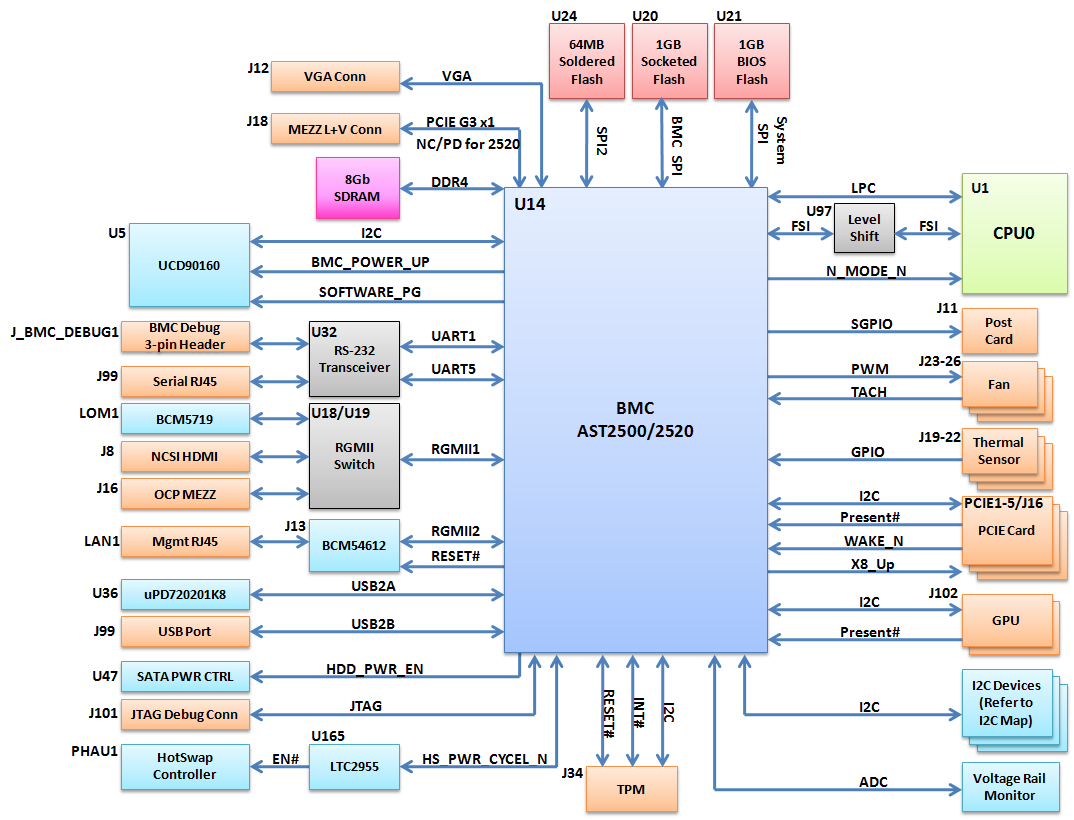 U24
U20
U21
64MB
Soldered
Flash
1GB
Socketed
Flash
1GB
BIOS
Flash
J12
VGA Conn
VGA
J18
MEZZ L+V Conn
PCIE G3 x1
NC/PD for 2520
SPI2
BMC SPI
System
SPI
8Gb
SDRAM
DDR4
U14
BMC
AST2500/2520
LPC
U1
CPU0
U97
Level
Shift
FSI
FSI
N_MODE_N
U5
UCD90160
I2C
BMC_POWER_UP
SOFTWARE_PG
J_BMC_DEBUG1
BMC Debug
3-pin Header
J99
Serial RJ45
U32
RS-232
Transceiver
UART1
UART5
LOM1
BCM5719
J8
NCSI HDMI
J16
OCP MEZZ
U18/U19
RGMII
Switch
RGMII1
LAN1
Mgmt RJ45
J13
BCM54612
RGMII2
RESET#
U36
uPD720201K8
USB2A
J99
USB Port
USB2B
U47
SATA PWR CTRL
HDD_PWR_EN
J101
JTAG Debug Conn
JTAG
PHAU1
HotSwap
Controller
EN#
U165
LTC2955
HS_PWR_CYCEL_N
RESET#
INT#
I2C
J34
TPM
SGPIO
J11
Post
Card
PWM
TACH
J23-26
Fan
GPIO
J19-22
Thermal
Sensor
I2C
Present#
WAKE_N
X8_Up
PCIE1-5/J16
PCIE Card
I2C
Present#
J102
GPU
I2C
I2C Devices
(Refer to
I2C Map)
ADC
Voltage Rail
Monitor